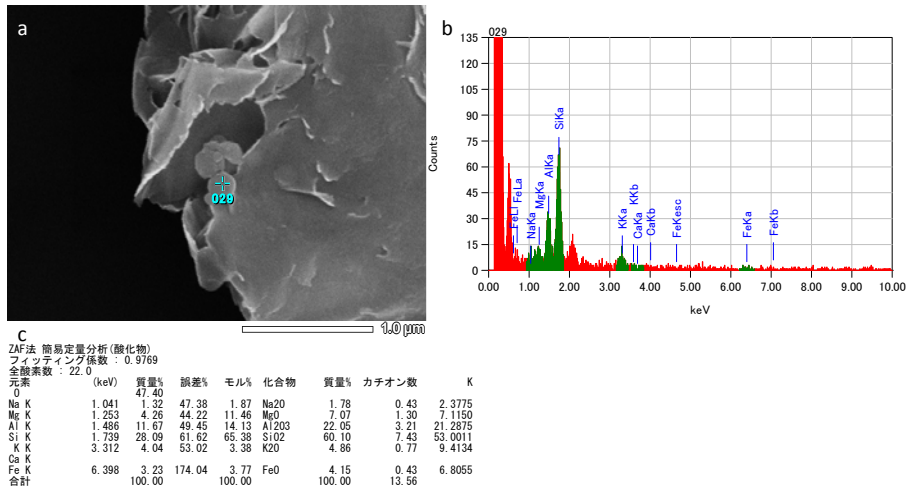 a
029
1.0 μm
b
029
135
120
105
90
75
60
45
30
15
0
Counts
FeLl
FeLa
NaKa
MgKa
AlKa
SiKa
KKa
KKb
CaKa
CaKb
FeKesc
FeKa
FeKb
0.00 1.00 2.00 3.00 4.00 5.00 6.00 7.00 8.00 9.00 10.00
keV
c
ZAF法 簡易定量分析(酸化物)
フィッティング係数 : 0.9769
全酸素数 : 22.0
元素 (keV) 質量% 誤差% モル% 化合物 質量% カチオン数 K
O 47.40
Na K 1.041 1.32 47.38 1.87 Na2O 1.78 0.43 2.3775
Mg K 1.253 4.26 44.22 11.46 MgO 7.07 1.30 7.1150
Al K 1.486 11.67 49.45 14.13 Al2O3 22.05 3.21 21.2875
Si K 1.739 28.09 61.62 65.38 SiO2 60.10 7.43 53.0011
K K 3.312 4.04 53.02 3.38 K2O 4.86 0.77 9.4134
Ca K
Fe K 6.398 3.23 174.04 3.77 FeO 4.15 0.43 6.8055
合計 100.00 100.00 100.00 13.56